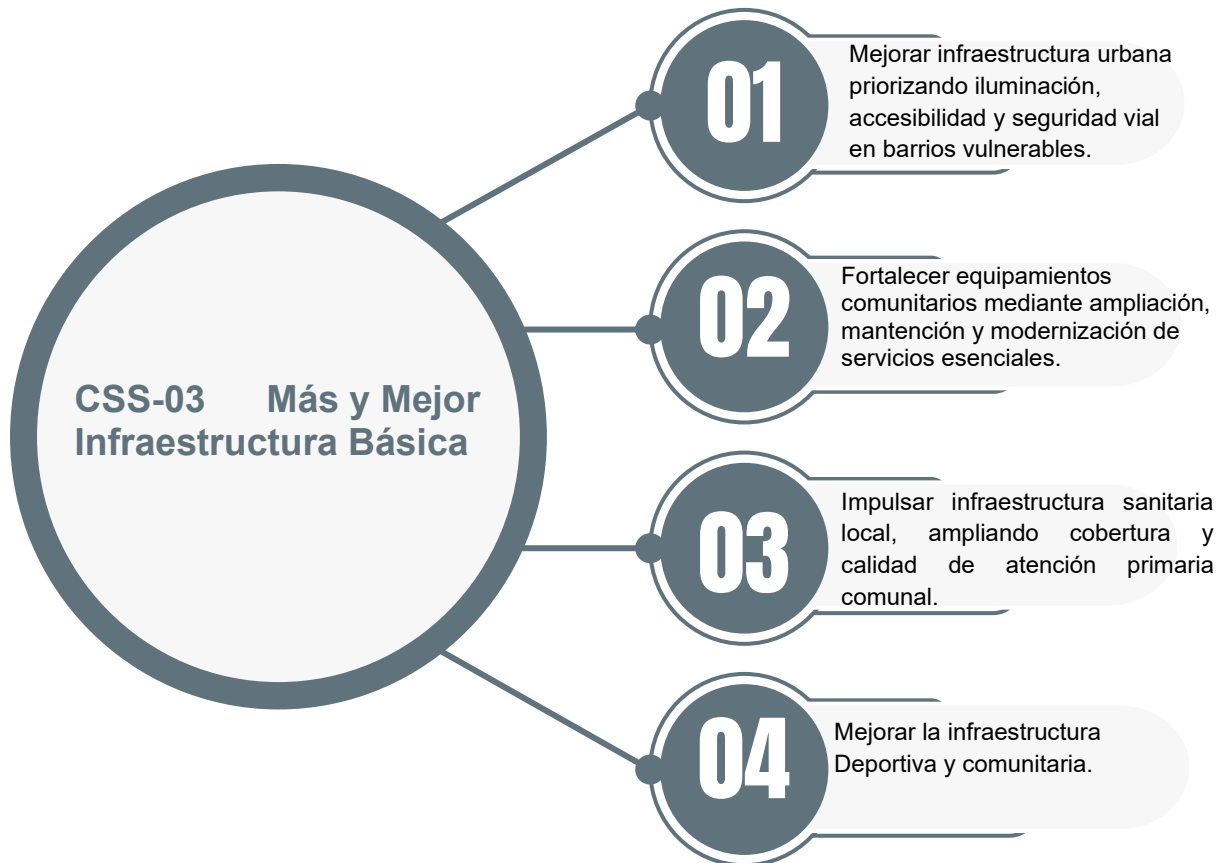 CSS-03 Más y Mejor
Infraestructura Básica
01
Mejorar infraestructura urbana
priorizando iluminación,
accesibilidad y seguridad vial
en barrios vulnerables.
02
Fortalecer equipamientos
comunitarios mediante ampliación,
mantención y modernización de
servicios esenciales.
03
Impulsar infraestructura sanitaria
local, ampliando cobertura y
calidad de atención primaria
comunal.
04
Mejorar la infraestructura
Deportiva y comunitaria.